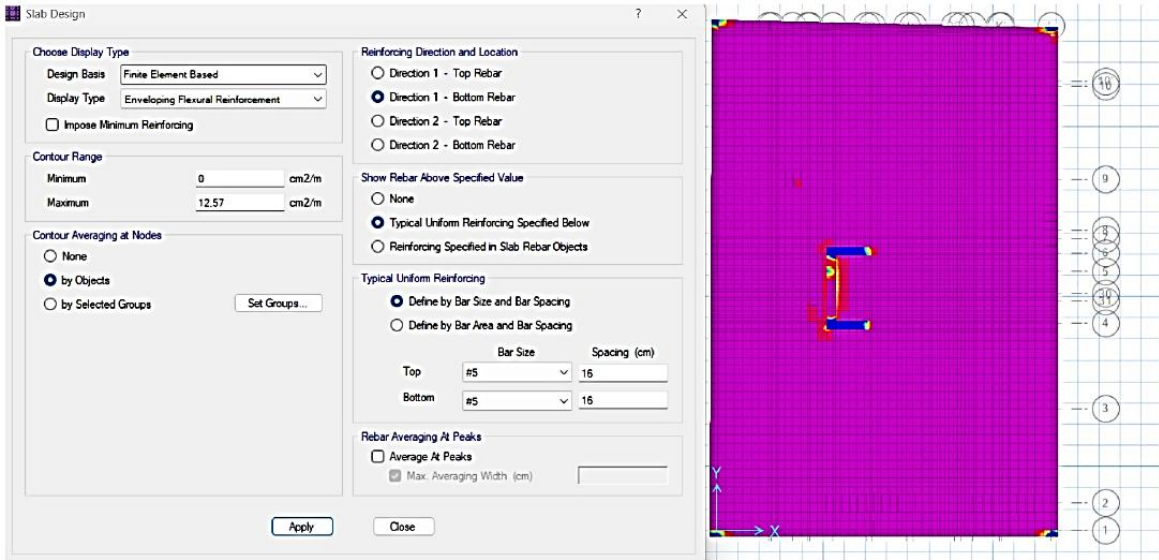 Slab Design
? ×
Choose Display Type
Design Basis Finite Element Based
Display Type Enveloping Flexural Reinforcement
Impose Minimum Reinforcing
Contour Range
Minimum 0 cm2/m
Maximum 12.57 cm2/m
Contour Averaging at Nodes
None
by Objects
by Selected Groups Set Groups...
Reinforcing Direction and Location
Direction 1 - Top Rebar
Direction 1 - Bottom Rebar
Direction 2 - Top Rebar
Direction 2 - Bottom Rebar
Show Rebar Above Specified Value
None
Typical Uniform Reinforcing Specified Below
Reinforcing Specified in Slab Rebar Objects
Typical Uniform Reinforcing
Define by Bar Size and Bar Spacing
Define by Bar Area and Bar Spacing
Bar Size Spacing (cm)
Top #5 16
Bottom #5 16
Rebar Averaging At Peaks
Average At Peaks
Max. Averaging Width (cm)
Apply Close
9
5
4
3
2
1
Y
X